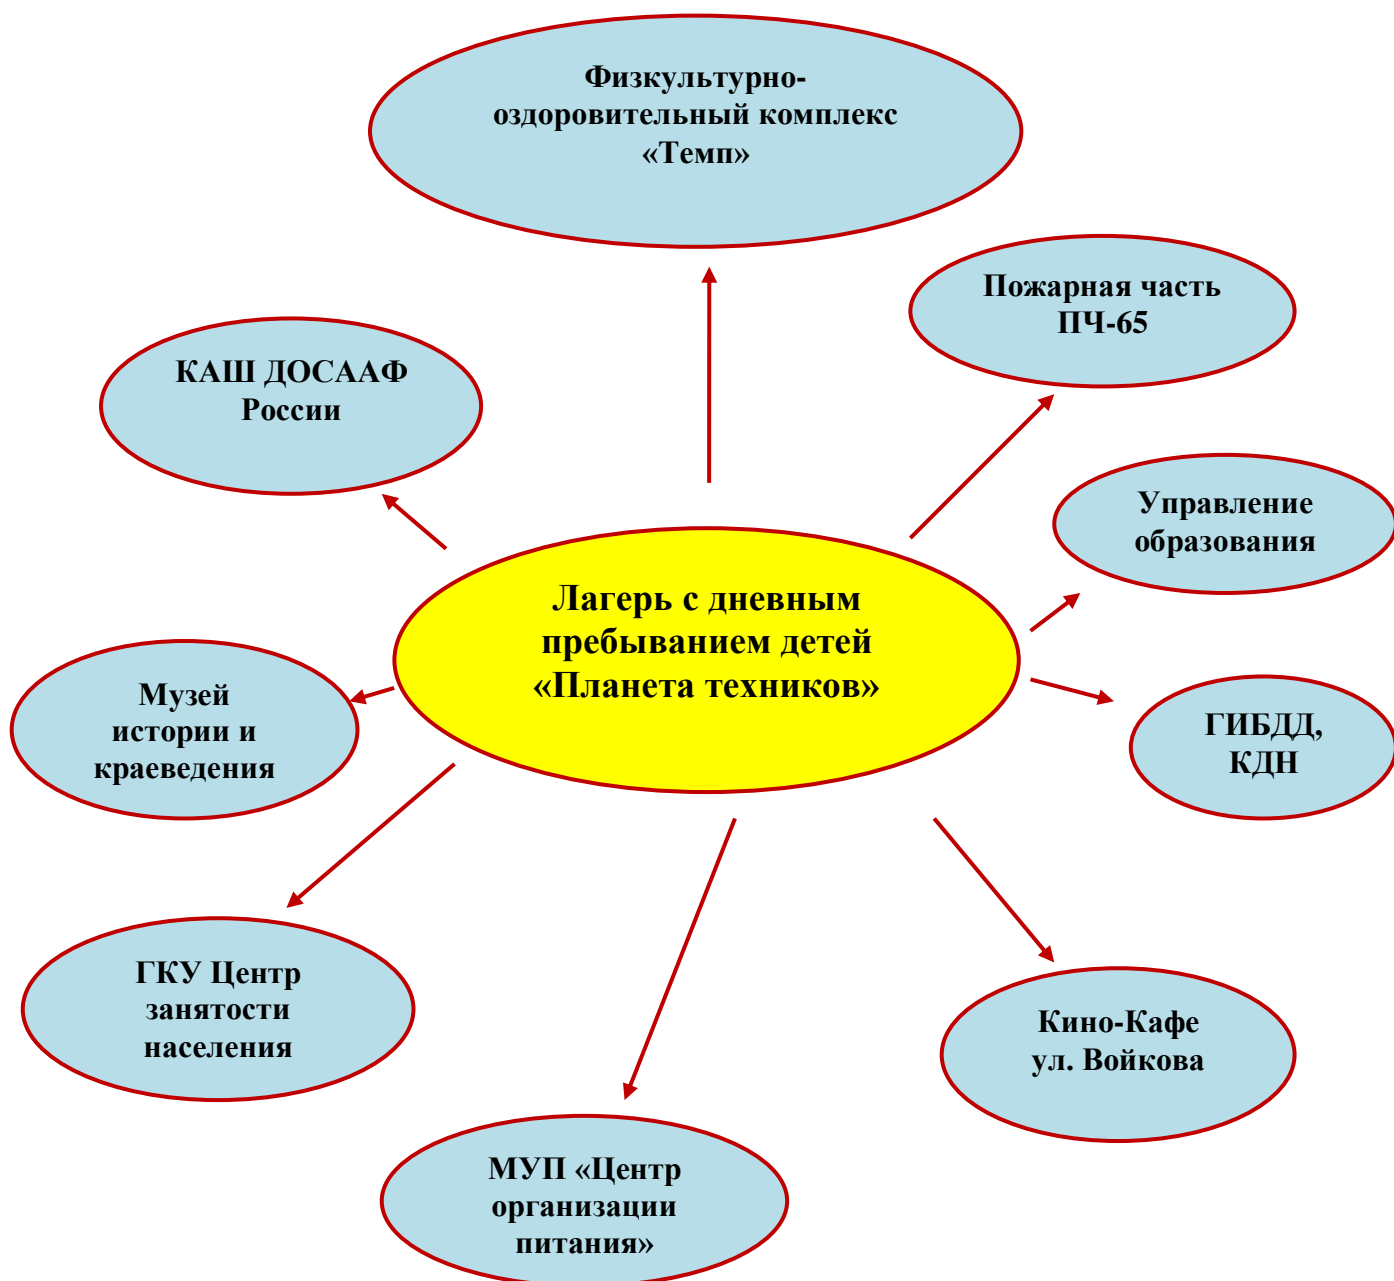 Физкультурно-
оздоровительный комплекс
«Темп»
Пожарная часть
ПЧ-65
КАШ ДОСААФ
России
Управление
образования
Лагерь с дневным
пребыванием детей
«Планета техников»
Музей
истории и
краеведения
ГИБДД,
КДН
ГКУ Центр
занятости
населения
Кино-Кафе
ул. Войкова
МУП «Центр
организации
питания»